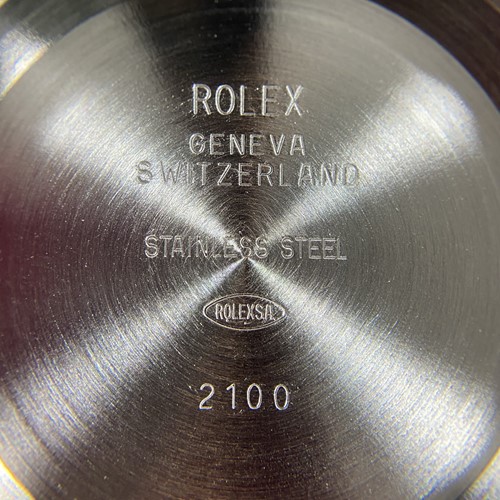 ROLEX
GENEVA
SWITZERLAND
STAINLESS STEEL
ROLEXSA
2100